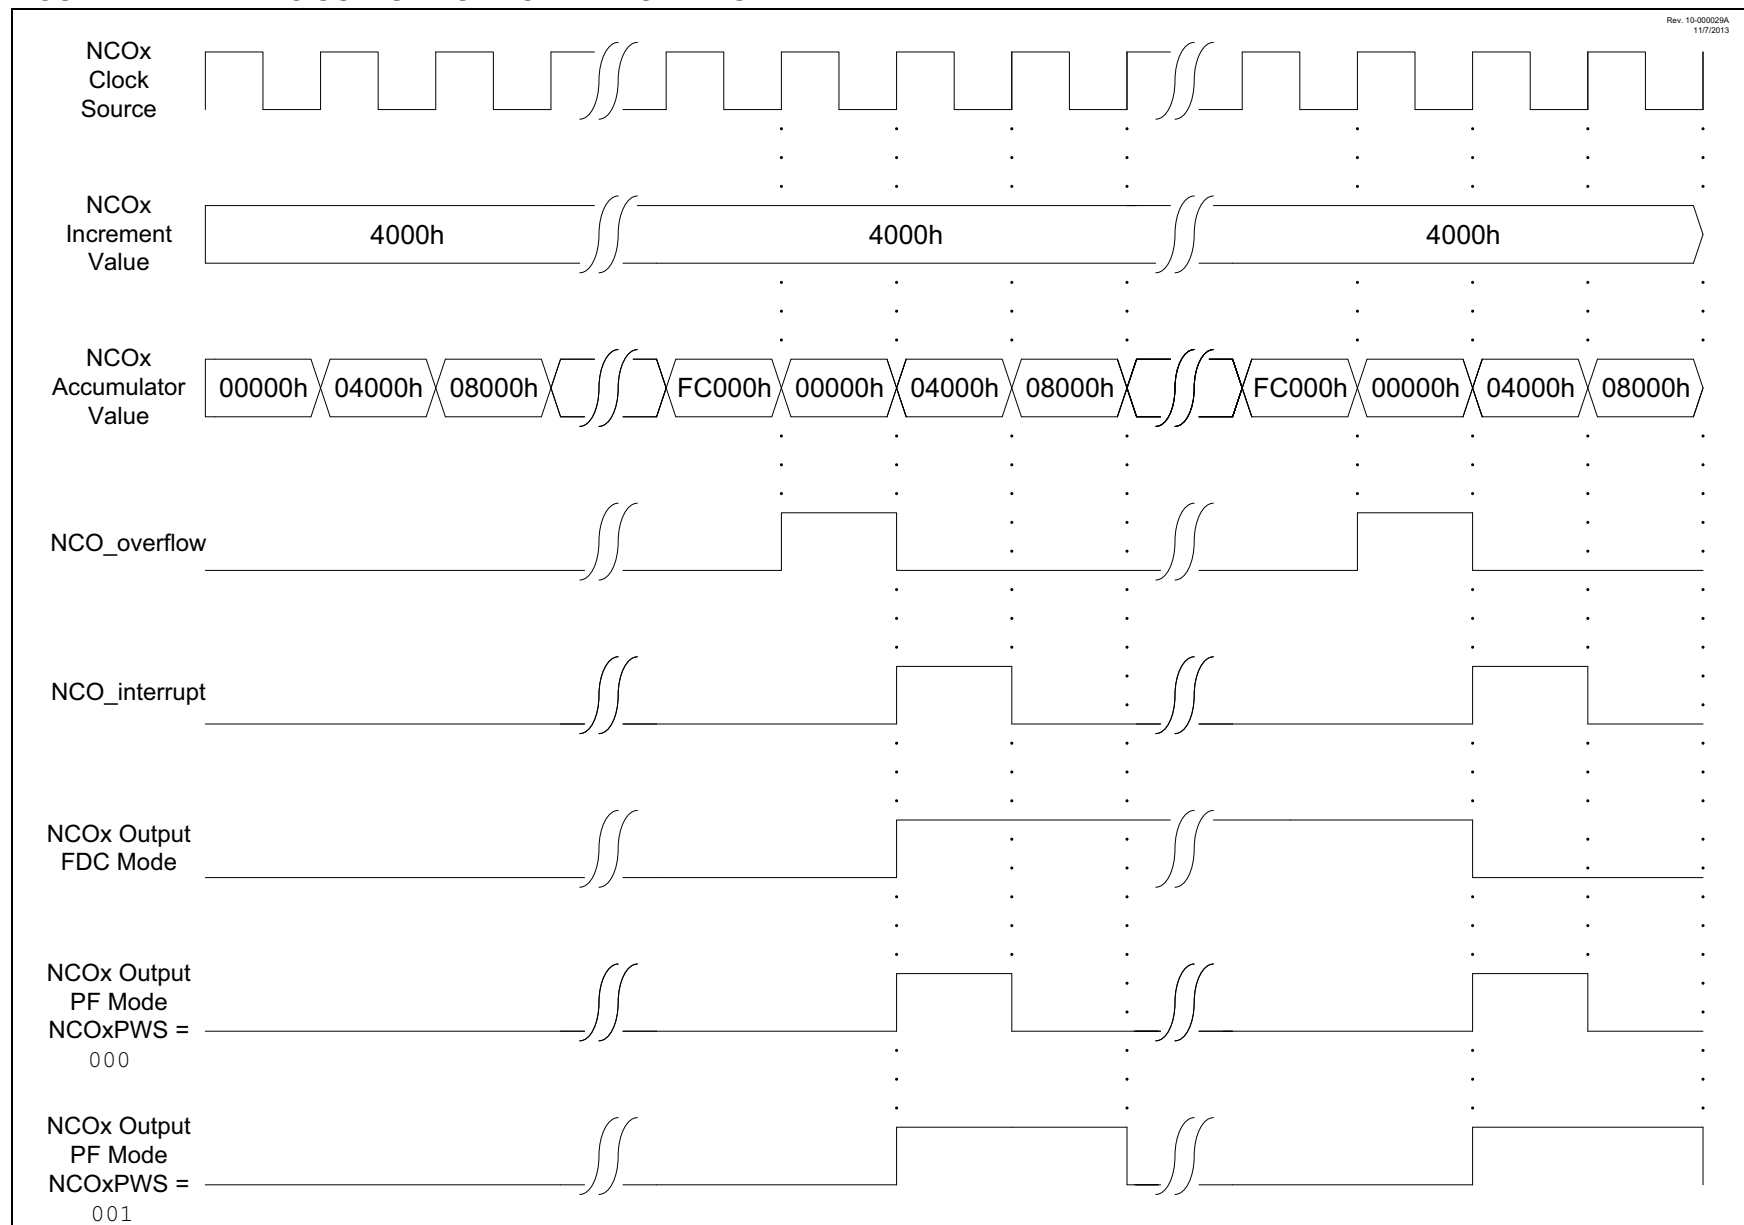 Rev. 10-000029A
11/7/2013
NCOx
Clock
Source
NCOx
Increment
Value
4000h
4000h
4000h
NCOx
Accumulator
Value
00000h
04000h
08000h
FC000h
00000h
04000h
08000h
FC000h
00000h
04000h
08000h
NCO_overflow
NCO_interrupt
NCOx Output
FDC Mode
NCOx Output
PF Mode
NCOxPWS =
000
NCOx Output
PF Mode
NCOxPWS =
001